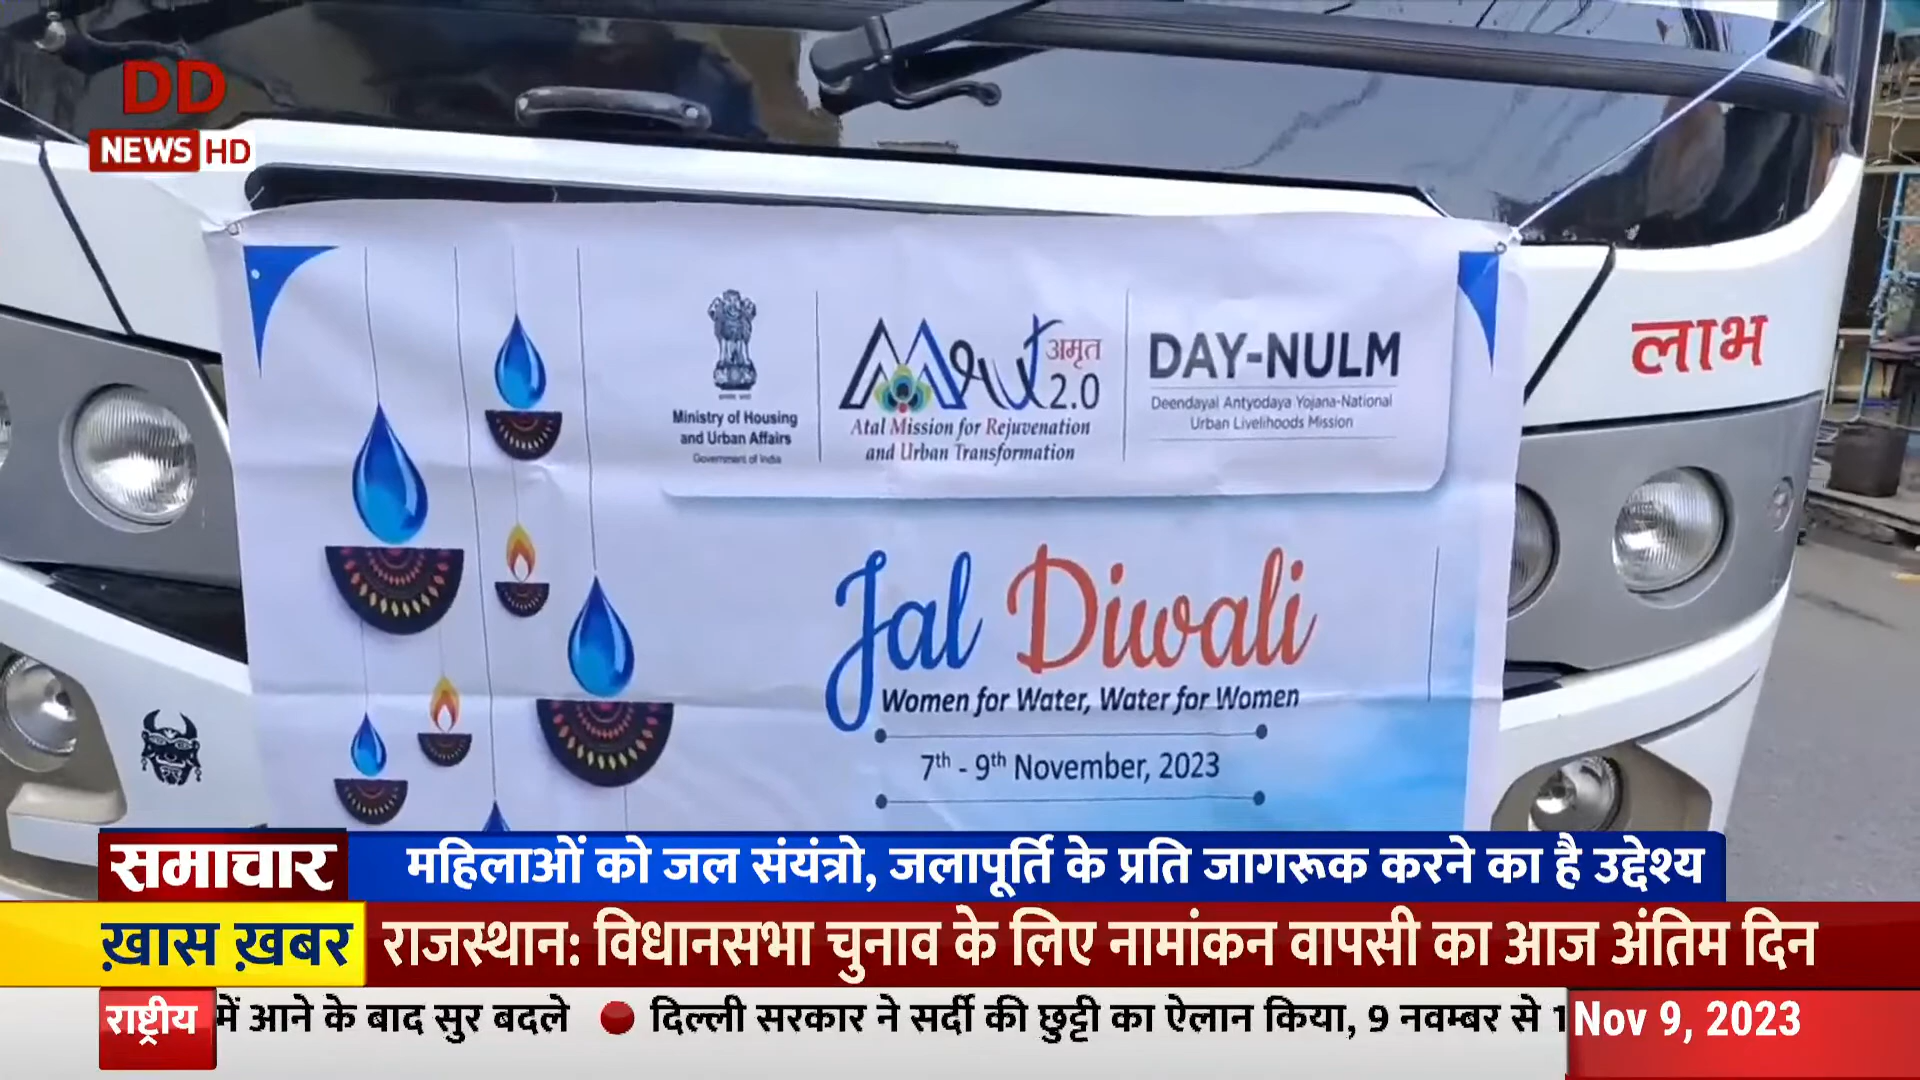 DD
NEWS HD
लाभ
Ministry of Housing
and Urban Affairs
Government of India
अमृत
2.0
Atal Mission for Rejuvenation
and Urban Transformation
DAY-NULM
Deendayal Antyodaya Yojana-National
Urban Livelihoods Mission
Jal Diwali
Women for Water, Water for Women
7th - 9th November, 2023
समाचार
महिलाओं को जल संयंत्रो, जलापूर्ति के प्रति जागरूक करने का है उद्देश्य
ख़ास ख़बर
राजस्थान: विधानसभा चुनाव के लिए नामांकन वापसी का आज अंतिम दिन
राष्ट्रीय
में आने के बाद सुर बदले
दिल्ली सरकार ने सर्दी की छुट्टी का ऐलान किया, 9 नवम्बर से 1
Nov 9, 2023